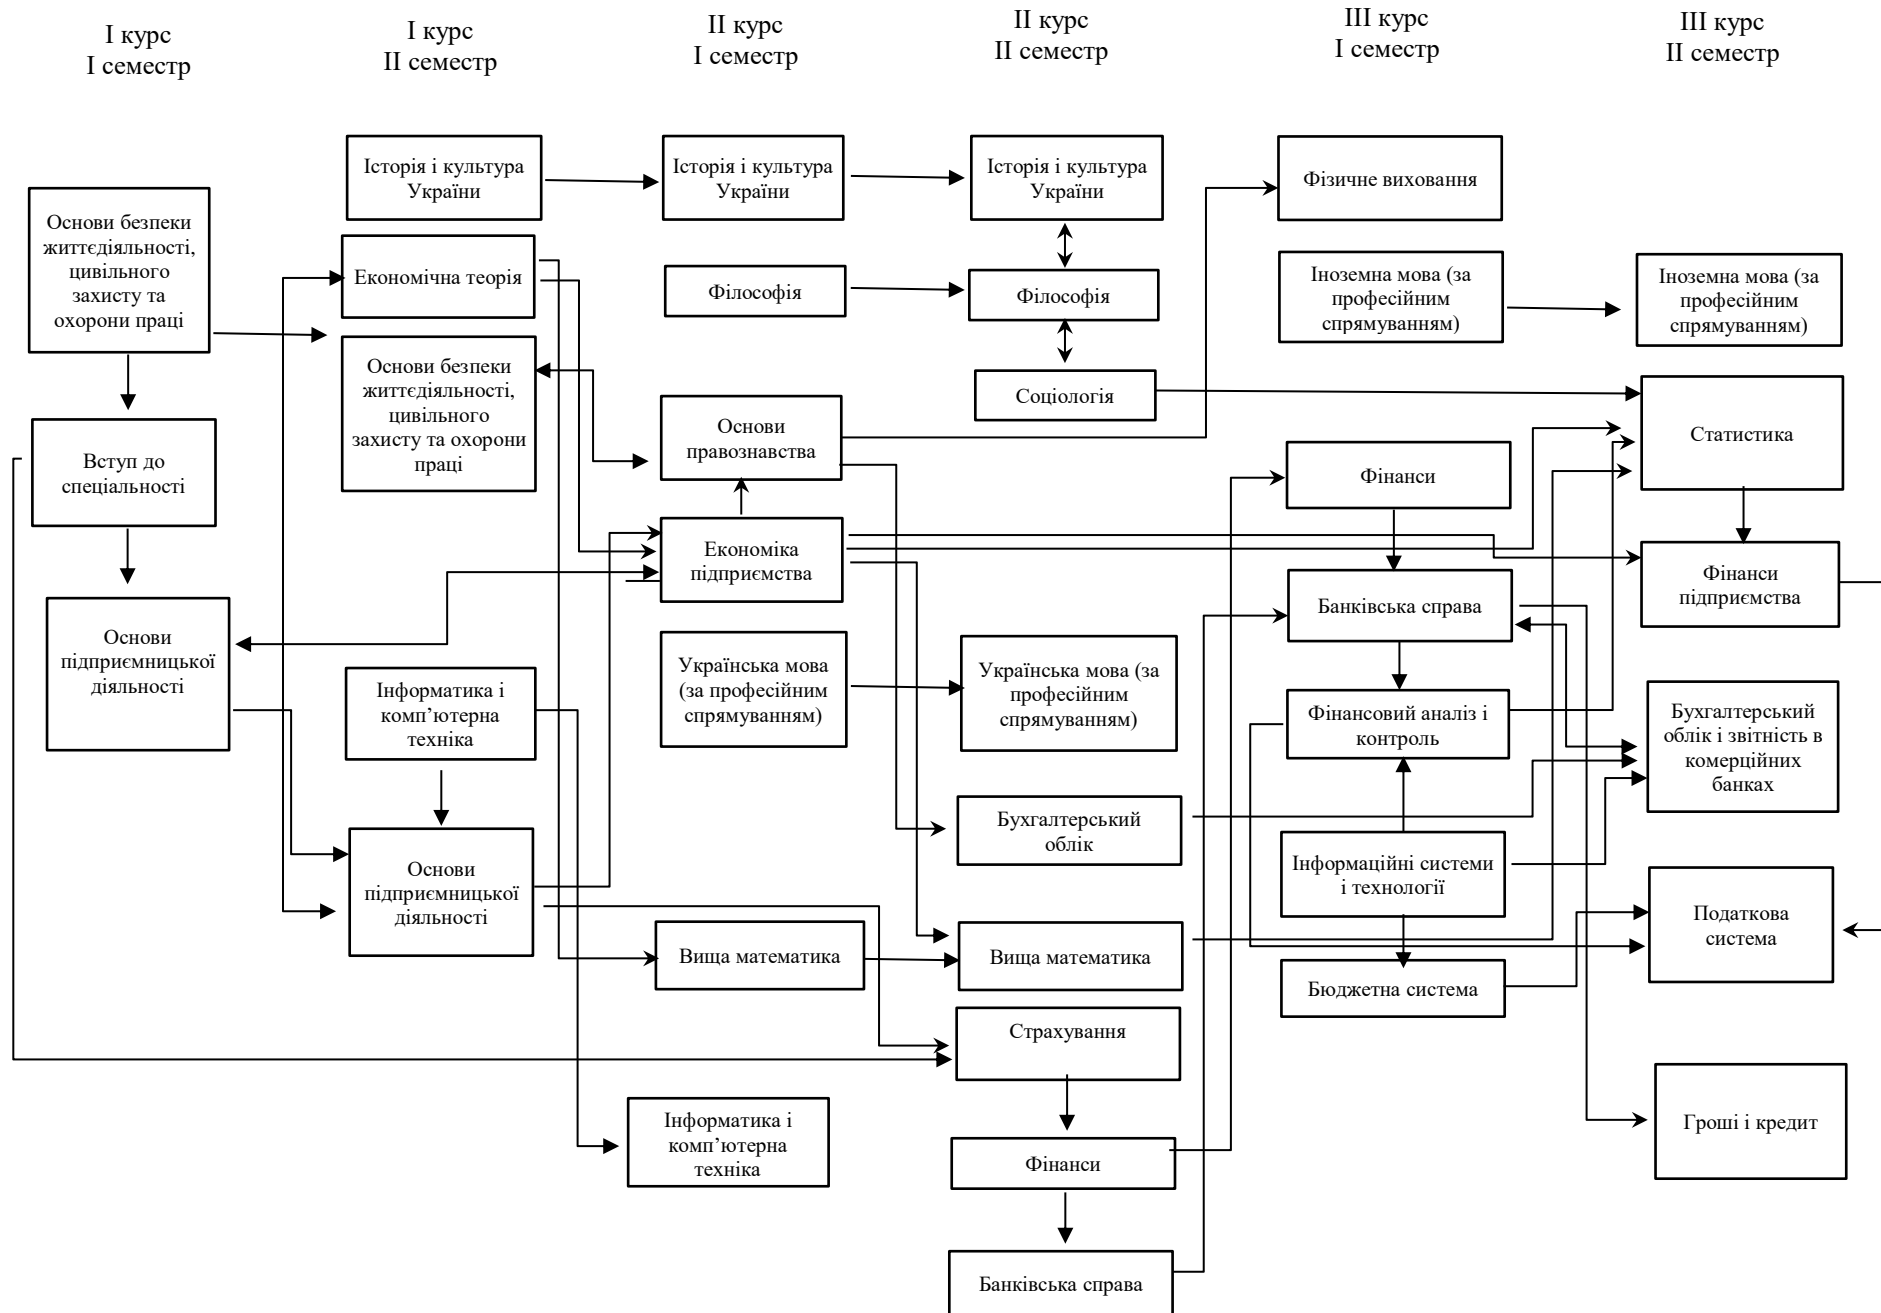 І курс
І семестр
І курс
ІІ семестр
ІІ курс
І семестр
ІІ курс
ІІ семестр
ІІІ курс
І семестр
ІІІ курс
ІІ семестр
Основи безпеки
життєдіяльності,
цивільного
захисту та
охорони праці
Вступ до
спеціальності
Основи
підприємницької
діяльності
Історія і культура
України
Економічна теорія
Основи безпеки
життєдіяльності,
цивільного
захисту та охорони
праці
Інформатика і
комп’ютерна
техніка
Основи
підприємницької
діяльності
Історія і культура
України
Філософія
Основи
правознавства
Економіка
підприємства
Українська мова
(за професійним
спрямуванням)
Вища математика
Інформатика і
комп’ютерна
техніка
Історія і культура
України
Філософія
Соціологія
Українська мова (за
професійним
спрямуванням)
Бухгалтерський
облік
Вища математика
Страхування
Фінанси
Банківська справа
Фізичне виховання
Іноземна мова (за
професійним
спрямуванням)
Фінанси
Банківська справа
Фінансовий аналіз і
контроль
Інформаційні системи
і технології
Бюджетна система
Іноземна мова (за
професійним
спрямуванням)
Статистика
Фінанси
підприємства
Бухгалтерський
облік і звітність в
комерційних
банках
Податкова
система
Гроші і кредит